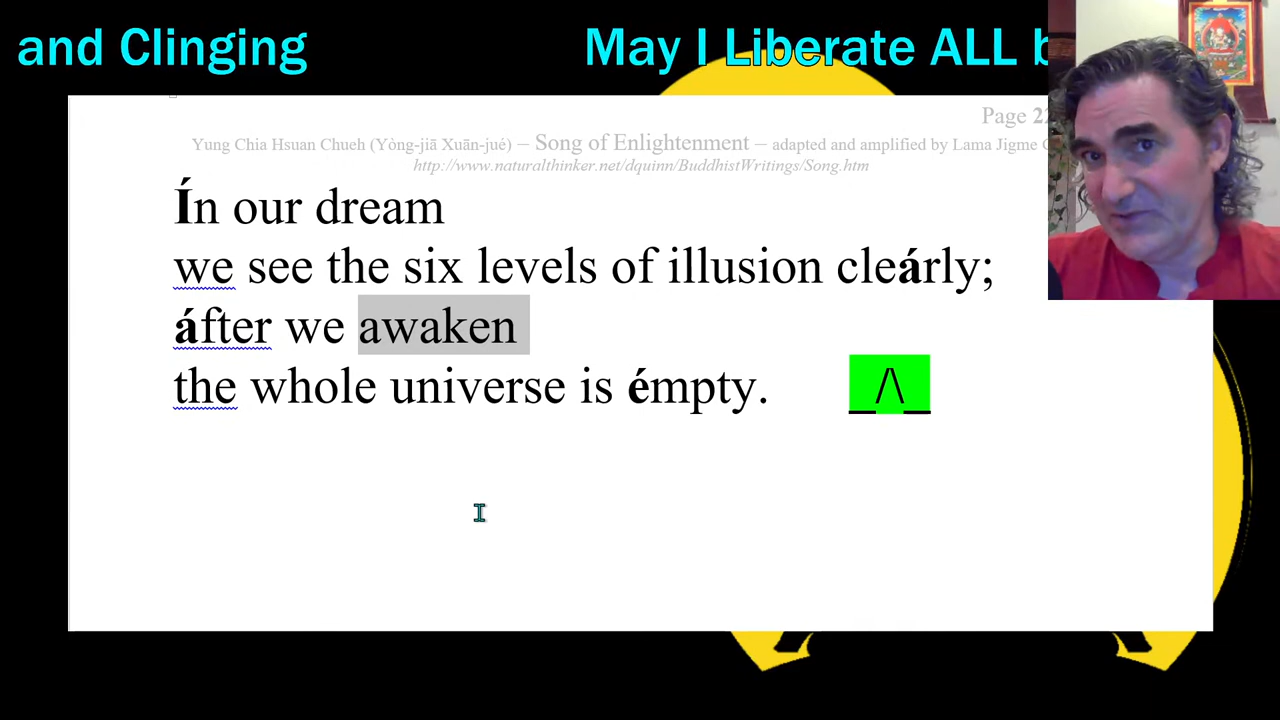 and Clinging May I Liberate ALL
Page
Yung Chia Hsuan Chueh (Yòng-jiā Xuān-jué) – Song of Enlightenment – adapted and amplified by Lama Jigme
http://www.naturalthinker.net/dquinn/BuddhistWritings/Song.htm
Ín our dream
we see the six levels of illusion cleárly;
áfter we awaken
the whole universe is émpty. _/\_